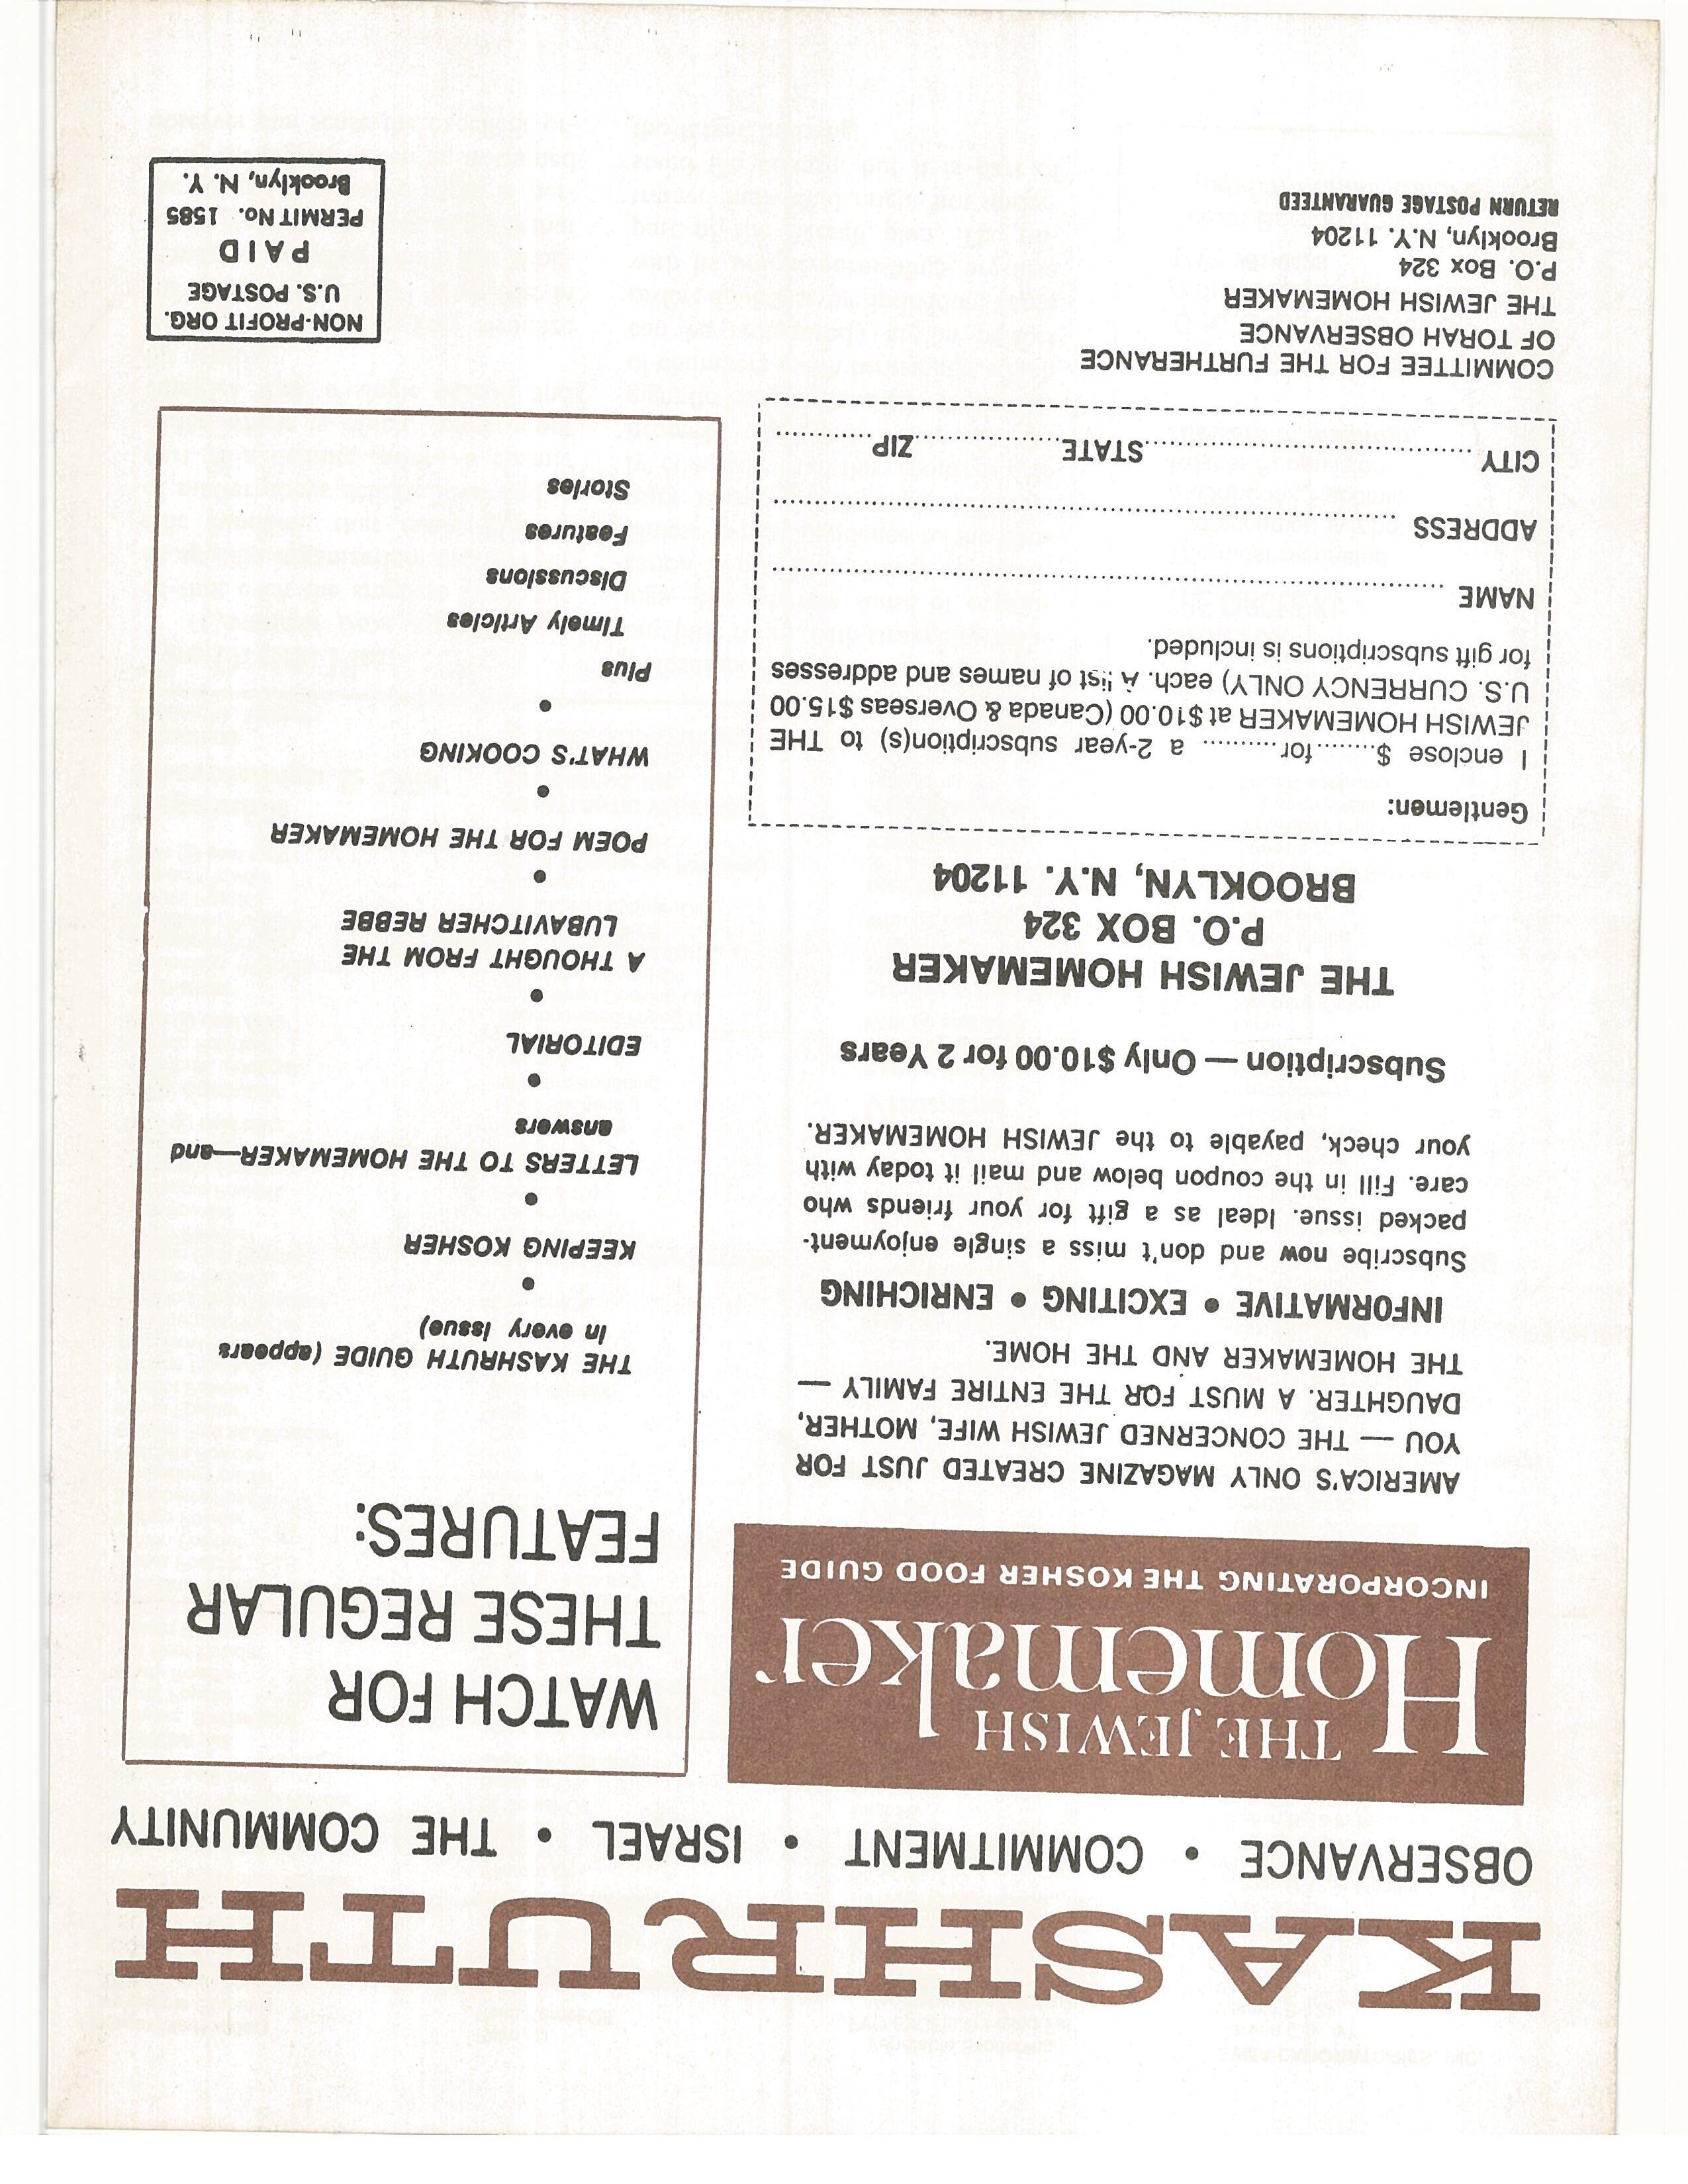 KASHRUTH
OBSERVANCE • COMMITMENT • ISRAEL • THE COMMUNITY
THE JEWISH
Homemaker
INCORPORATING THE KOSHER FOOD GUIDE
AMERICA'S ONLY MAGAZINE CREATED JUST FOR
YOU — THE CONCERNED JEWISH WIFE, MOTHER,
DAUGHTER. A MUST FOR THE ENTIRE FAMILY —
THE HOMEMAKER AND THE HOME.
INFORMATIVE • EXCITING • ENRICHING
Subscribe now and don't miss a single enjoyment-
packed issue. Ideal as a gift for your friends who
care. Fill in the coupon below and mail it today with
your check, payable to the JEWISH HOMEMAKER.
Subscription — Only $10.00 for 2 Years
THE JEWISH HOMEMAKER
P.O. BOX 324
BROOKLYN, N.Y. 11204
Gentlemen:
I enclose $........for.......... a 2-year subscription(s) to THE
JEWISH HOMEMAKER at $10.00 (Canada & Overseas $15.00
U.S. CURRENCY ONLY) each. A list of names and addresses
for gift subscriptions is included.
NAME ..........................................................................
ADDRESS ....................................................................
CITY ....................................STATE................ZIP...........
WATCH FOR
THESE REGULAR
FEATURES:
THE KASHRUTH GUIDE (appears
in every issue)
•
KEEPING KOSHER
•
LETTERS TO THE HOMEMAKER—and
answers
•
EDITORIAL
•
A THOUGHT FROM THE
LUBAVITCHER REBBE
•
POEM FOR THE HOMEMAKER
•
WHAT'S COOKING
•
Plus
Timely Articles
Discussions
Features
Stories
COMMITTEE FOR THE FURTHERANCE
OF TORAH OBSERVANCE
THE JEWISH HOMEMAKER
P.O. Box 324
Brooklyn, N.Y. 11204
RETURN POSTAGE GUARANTEED
NON-PROFIT ORG.
U.S. POSTAGE
PAID
PERMIT No. 1585
Brooklyn, N. Y.